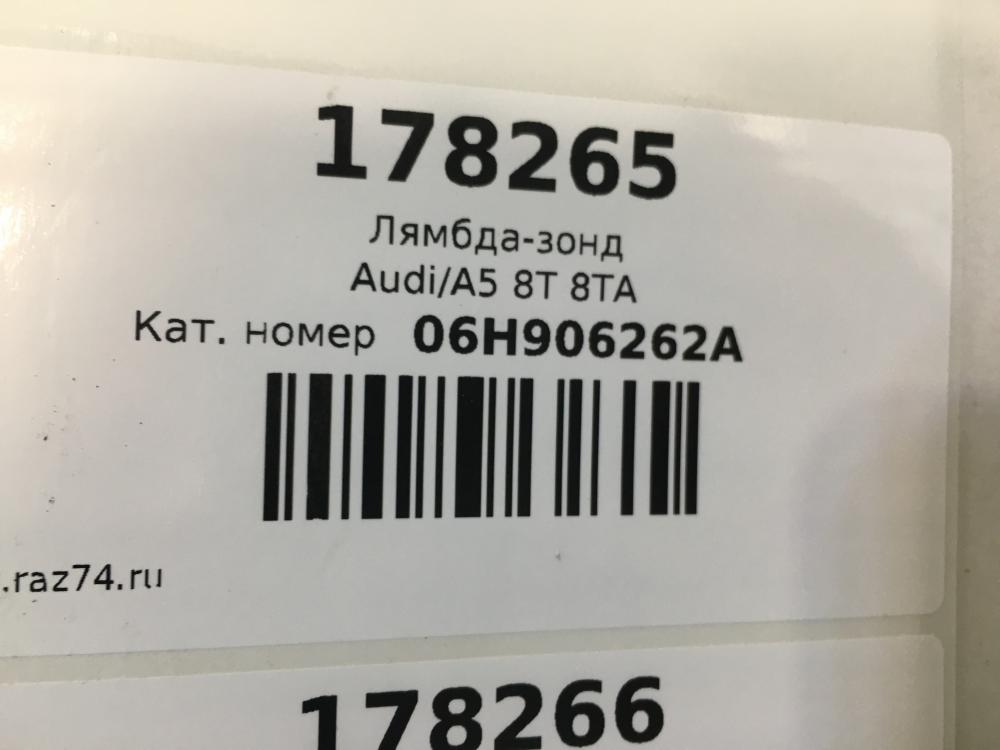 178265
Лямбда-зонд
Audi/A5 8T 8TA
Кат. номер 06H906262A
.raz74.ru
178266